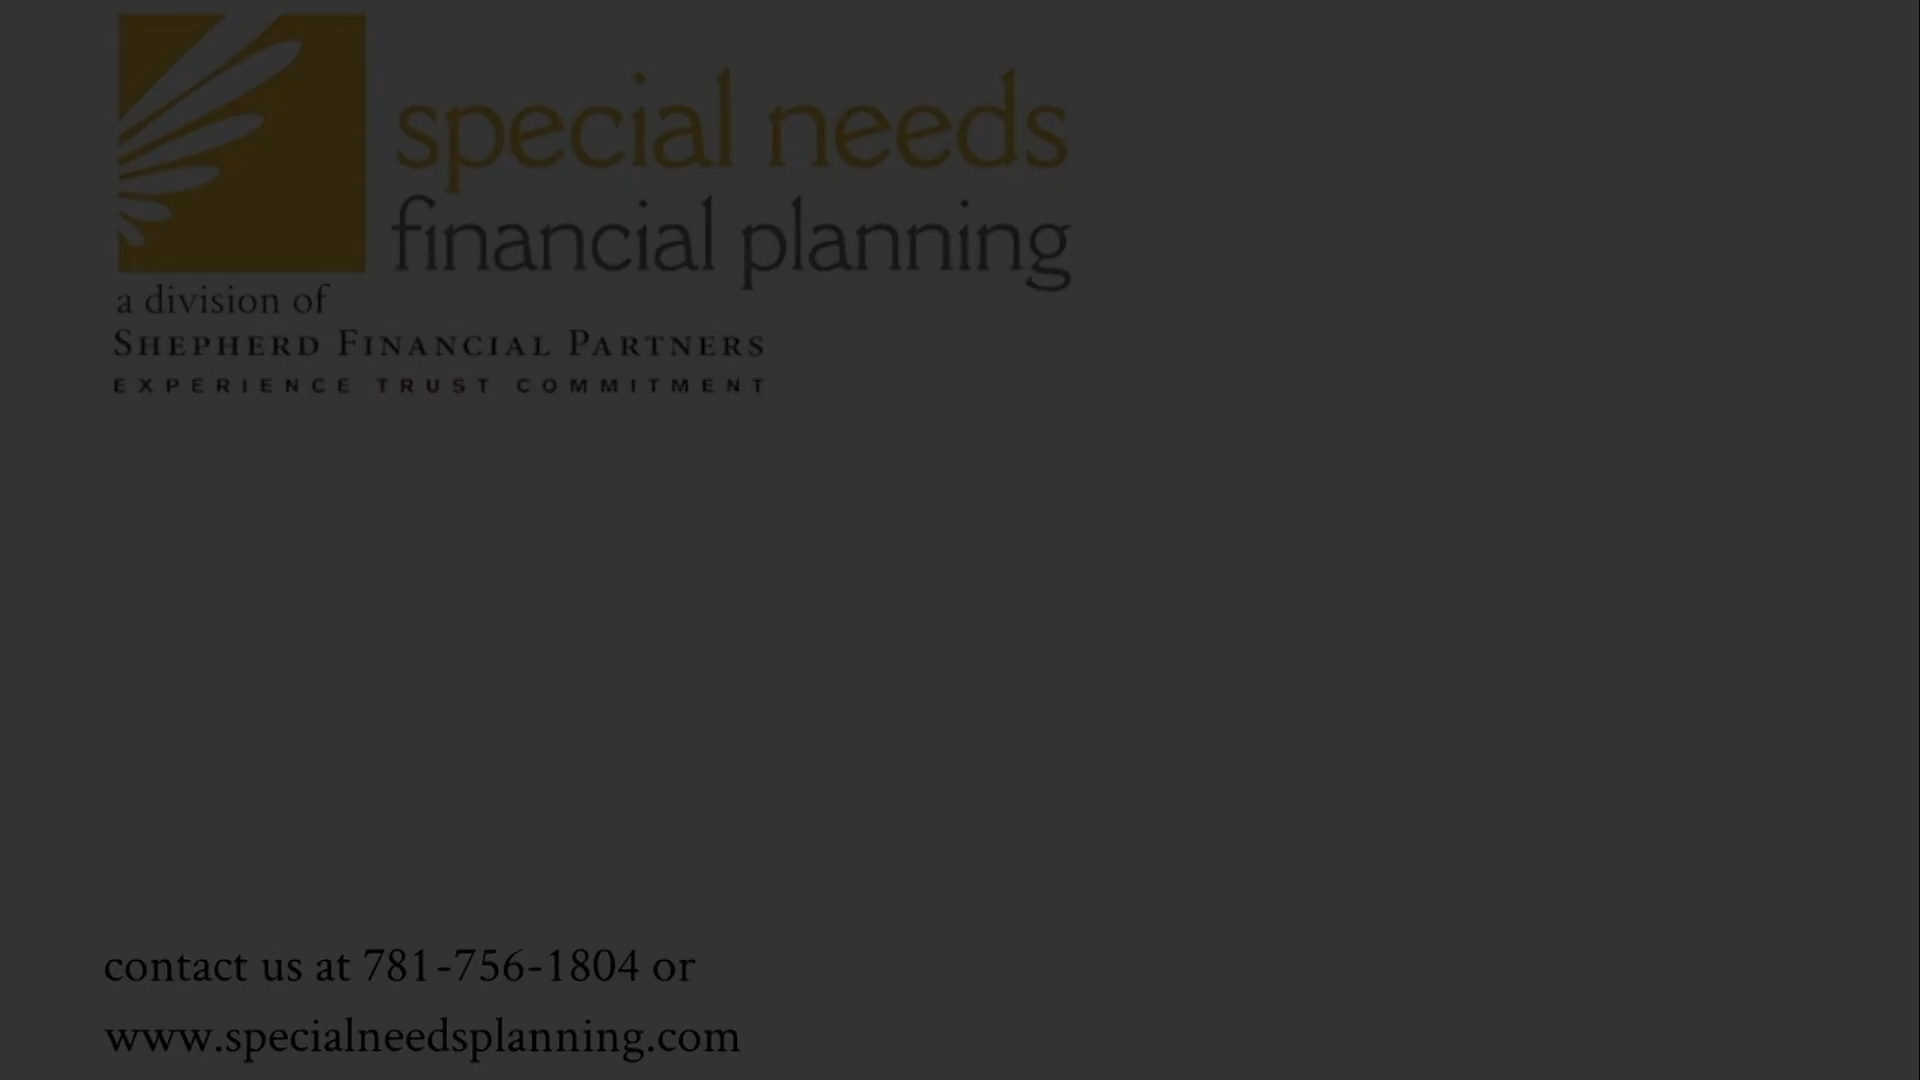 special needs
financial planning
a division of
SHEPHERD FINANCIAL PARTNERS
EXPERIENCE TRUST COMMITMENT
contact us at 781-756-1804 or
www.specialneedsplanning.com